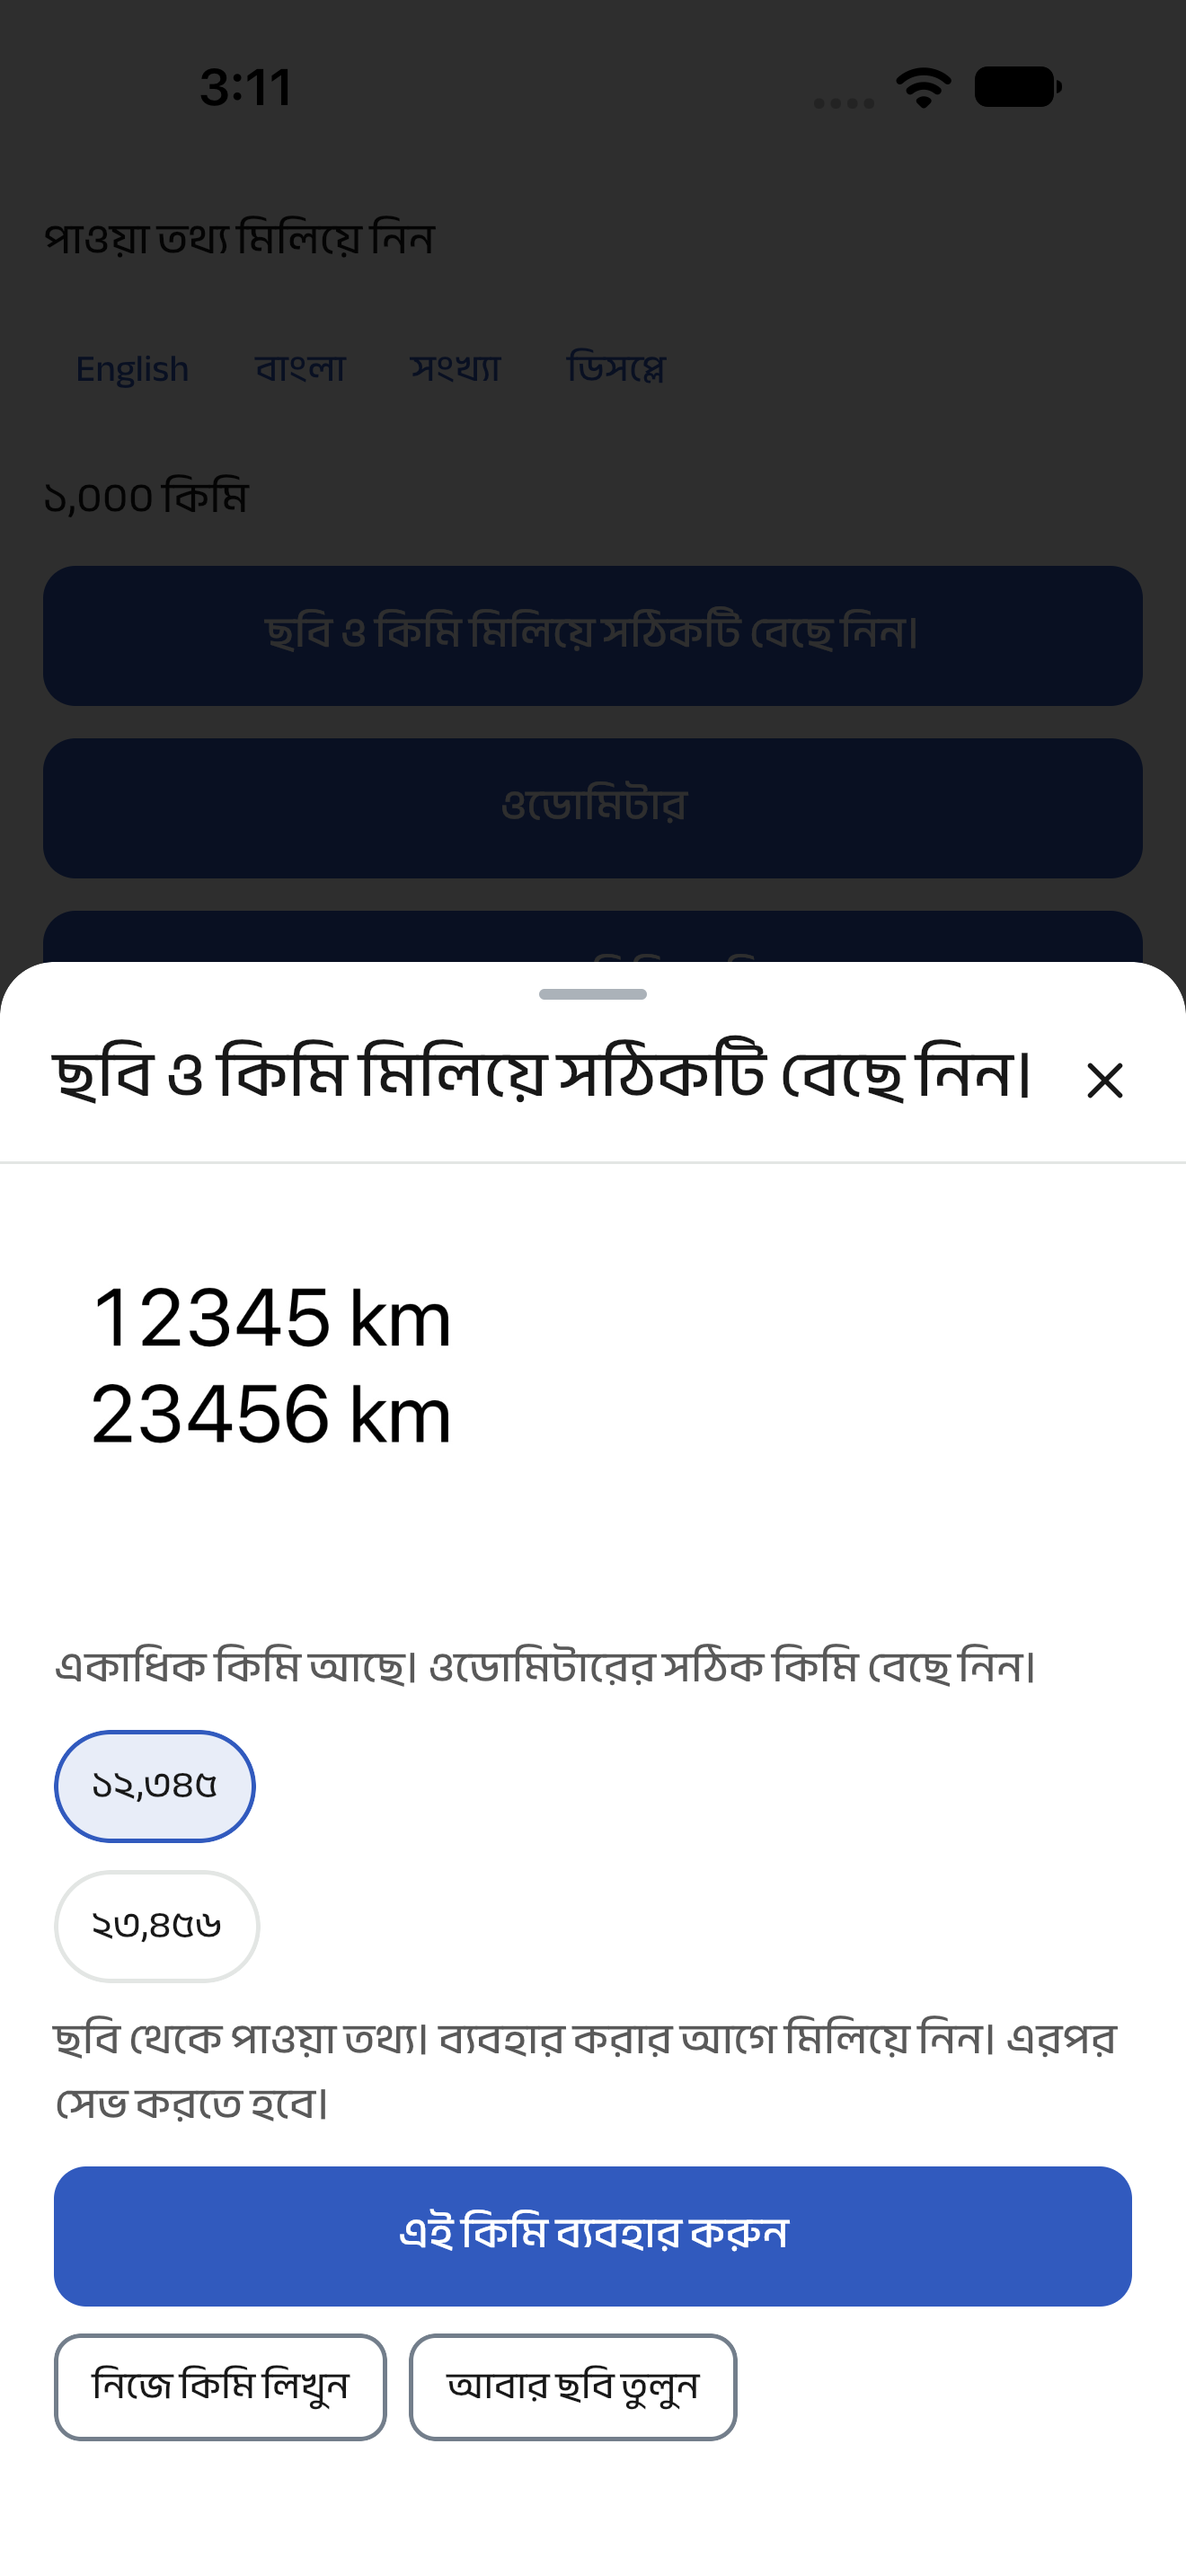 3:11
পাওয়া তথ্য মিলিয়ে নিন
English বাংলা সংখ্যা ডিসপ্লে
১,০০০ কিমি
ছবি ও কিমি মিলিয়ে সঠিকটি বেছে নিন।
ওডোমিটার
ছবি ও কিমি মিলিয়ে সঠিকটি বেছে নিন।
12345 km
23456 km
একাধিক কিমি আছে। ওডোমিটারের সঠিক কিমি বেছে নিন।
১২,৩৪৫
২৩,৪৫৬
ছবি থেকে পাওয়া তথ্য। ব্যবহার করার আগে মিলিয়ে নিন। এরপর
সেভ করতে হবে।
এই কিমি ব্যবহার করুন
নিজে কিমি লিখুন আবার ছবি তুলুন